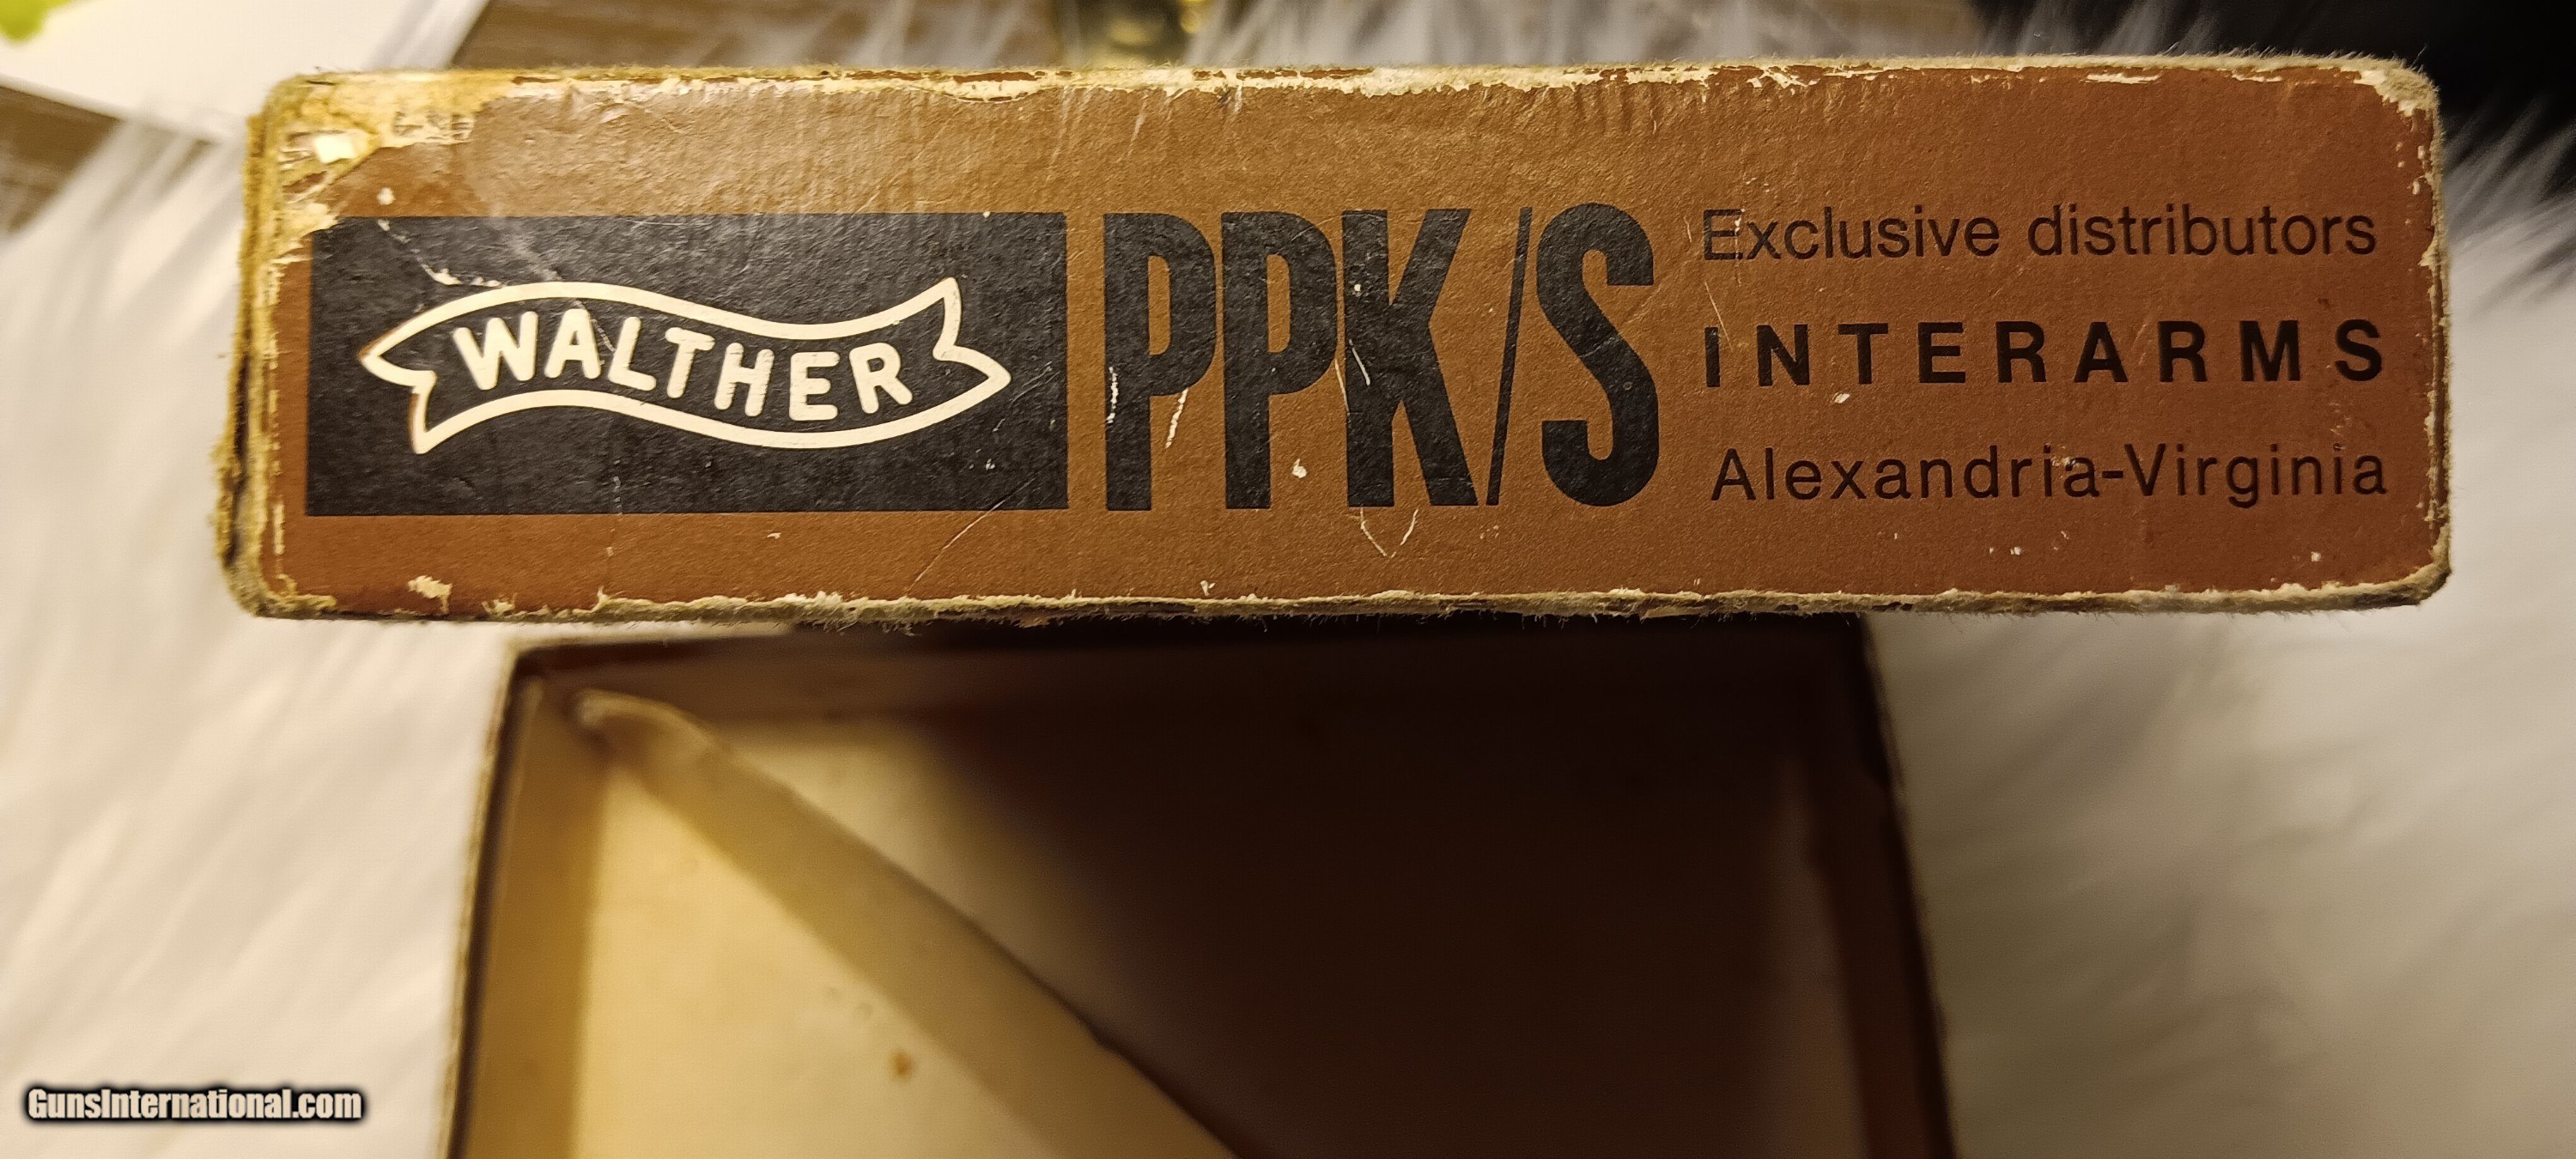 WALTHER
PPK/S
Exclusive distributors
INTERARMS
Alexandria-Virginia
GunsInternational.com